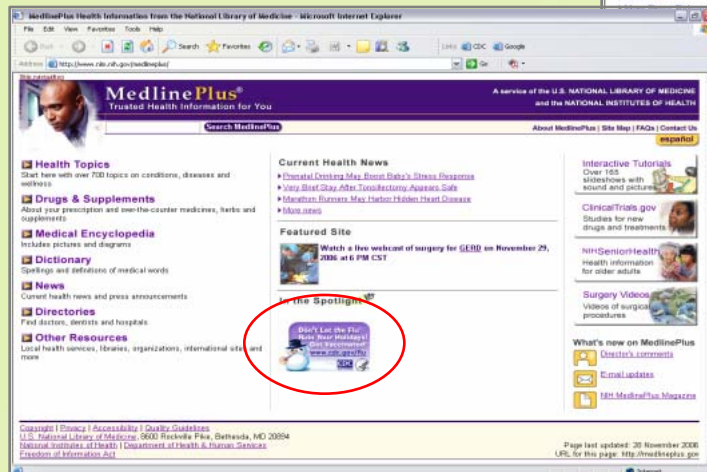 MedlinePlus Health Information from the National Library of Medicine - Microsoft Internet Explorer
File Edit View Favorites Tools Help
Back Search Favorites Links CDC Google
Address http://www.nlm.nih.gov/medlineplus/ Go
Skip navigation
MedlinePlus®
Trusted Health Information for You
A service of the U.S. NATIONAL LIBRARY OF MEDICINE
and the NATIONAL INSTITUTES OF HEALTH
Search MedlinePlus
About MedlinePlus | Site Map | FAQs | Contact Us
español
Health Topics
Start here with over 700 topics on conditions, diseases and
wellness
Drugs & Supplements
About your prescription and over-the-counter medicines, herbs and
supplements
Medical Encyclopedia
Includes pictures and diagrams
Dictionary
Spellings and definitions of medical words
News
Current health news and press announcements
Directories
Find doctors, dentists and hospitals
Other Resources
Local health services, libraries, organizations, international sites and
more
Current Health News
Prenatal Drinking May Boost Baby's Stress Response
Very Brief Stay After Tonsillectomy Appears Safe
Marathon Runners May Harbor Hidden Heart Disease
More news
Featured Site
Watch a live webcast of surgery for GERD on November 29,
2006 at 6 PM CST
In the Spotlight
Don't Let the Flu
Ruin Your Holidays!
Get Vaccinated
www.cdc.gov/flu
CDC
Interactive Tutorials
Over 165
slideshows with
sound and pictures
ClinicalTrials.gov
Studies for new
drugs and treatments
NIHSeniorHealth
Health information
for older adults
Surgery Videos
Videos of surgical
procedures
What's new on MedlinePlus
Director's comments
E-mail updates
NIH MedlinePlus Magazine
Copyright | Privacy | Accessibility | Quality Guidelines
U.S. National Library of Medicine, 8600 Rockville Pike, Bethesda, MD 20894
National Institutes of Health | Department of Health & Human Services
Freedom of Information Act
Page last updated: 28 November 2006
URL for this page: http://medlineplus.gov
Internet